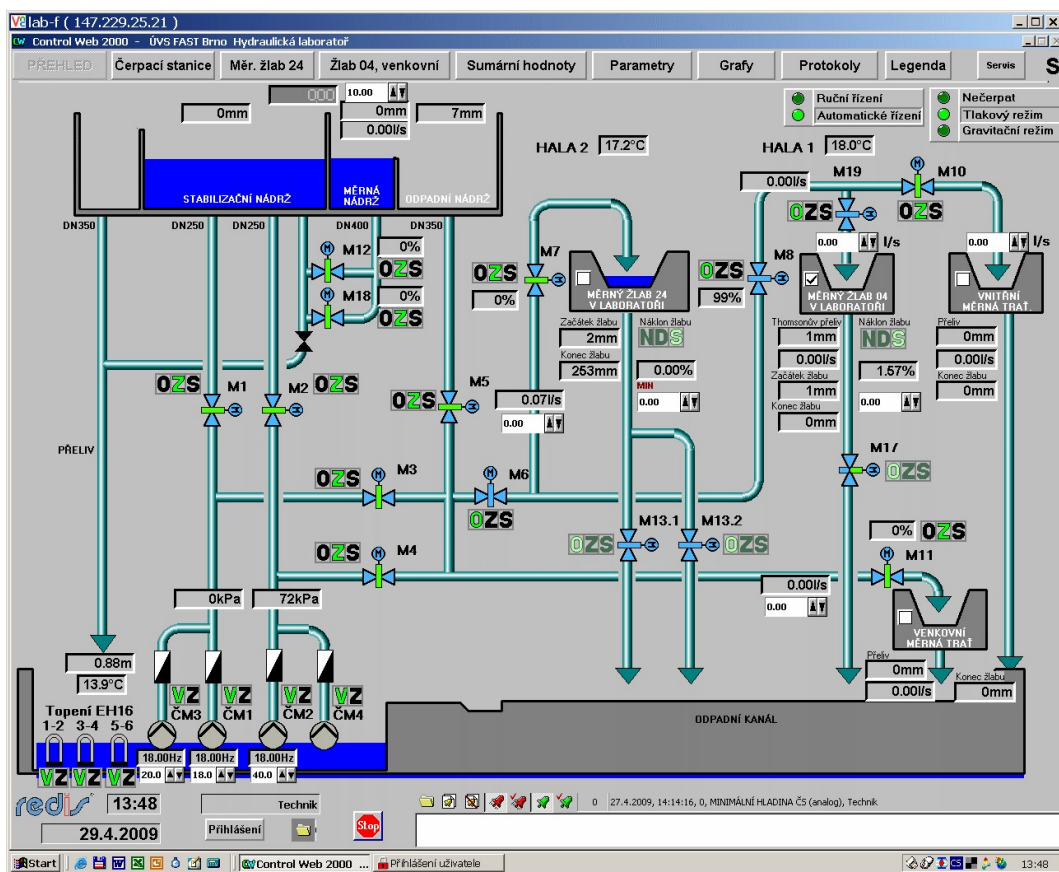 lab-f ( 147.229.25.21 )
Control Web 2000 - ÚVS FAST Brno Hydraulická laboratoř
PŘEHLED Čerpací stanice Měr. žlab 24 Žlab 04, venkovní Sumární hodnoty Parametry Grafy Protokoly Legenda Servis S
000 10.00
0mm 0mm 7mm
0.00l/s
Ruční řízení
Automatické řízení
Nečerpat
Tlakový režim
Gravitační režim
HALA 2 17.2°C HALA 1 18.0°C
STABILIZAČNÍ NÁDRŽ
MĚRNÁ
NÁDRŽ
ODPADNÍ NÁDRŽ
DN350 DN250 DN250 DN400 DN350
0.00l/s M19 M10
OZS OZS
0.00 l/s 0.00 l/s
M12 0%
OZS
M18 0%
OZS
M7 OZS
0%
OZS M8
99%
MĚRNÝ ŽLAB 24
V LABORATOŘI
MĚRNÝ ŽLAB 04
V LABORATOŘI
VNITŘNÍ
MĚRNÁ TRAŤ.
Začátek žlabu
2mm
Konec žlabu
253mm
Náklon žlabu
NDS
0.00%
MIN
0.00
Thomsonův přeliv
1mm
0.00l/s
Začátek žlabu
1mm
Konec žlabu
0mm
Náklon žlabu
NDS
1.57%
0.00
Přeliv
0mm
0.00l/s
Konec žlabu
0mm
OZS M1 M2 OZS
M5
OZS
0.07l/s
0.00
PŘELIV
M3
OZS
M6
OZS
M17
OZS
M13.1 M13.2
OZS OZS
0% OZS
M11
OZS M4
0.00l/s
0.00
0kPa 72kPa
VENKOVNÍ
MĚRNÁ TRAŤ
Přeliv
0mm
0.00l/s
Konec žlabu
0mm
0.88m
13.9°C
Topení EH16
1-2 3-4 5-6
VZ VZ VZ
VZ VZ VZ
ČM3 ČM1 ČM2 ČM4
18.00Hz 18.00Hz 18.00Hz
20.0 18.0 40.0
ODPADNÍ KANÁL
redis 13:48
29.4.2009
Technik
Přihlášení
Stop
0 27.4.2009, 14:14:16, 0, MINIMÁLNÍ HLADINA ČS (analog), Technik
Start Control Web 2000 ... Přihlášení uživatele CS 13:48